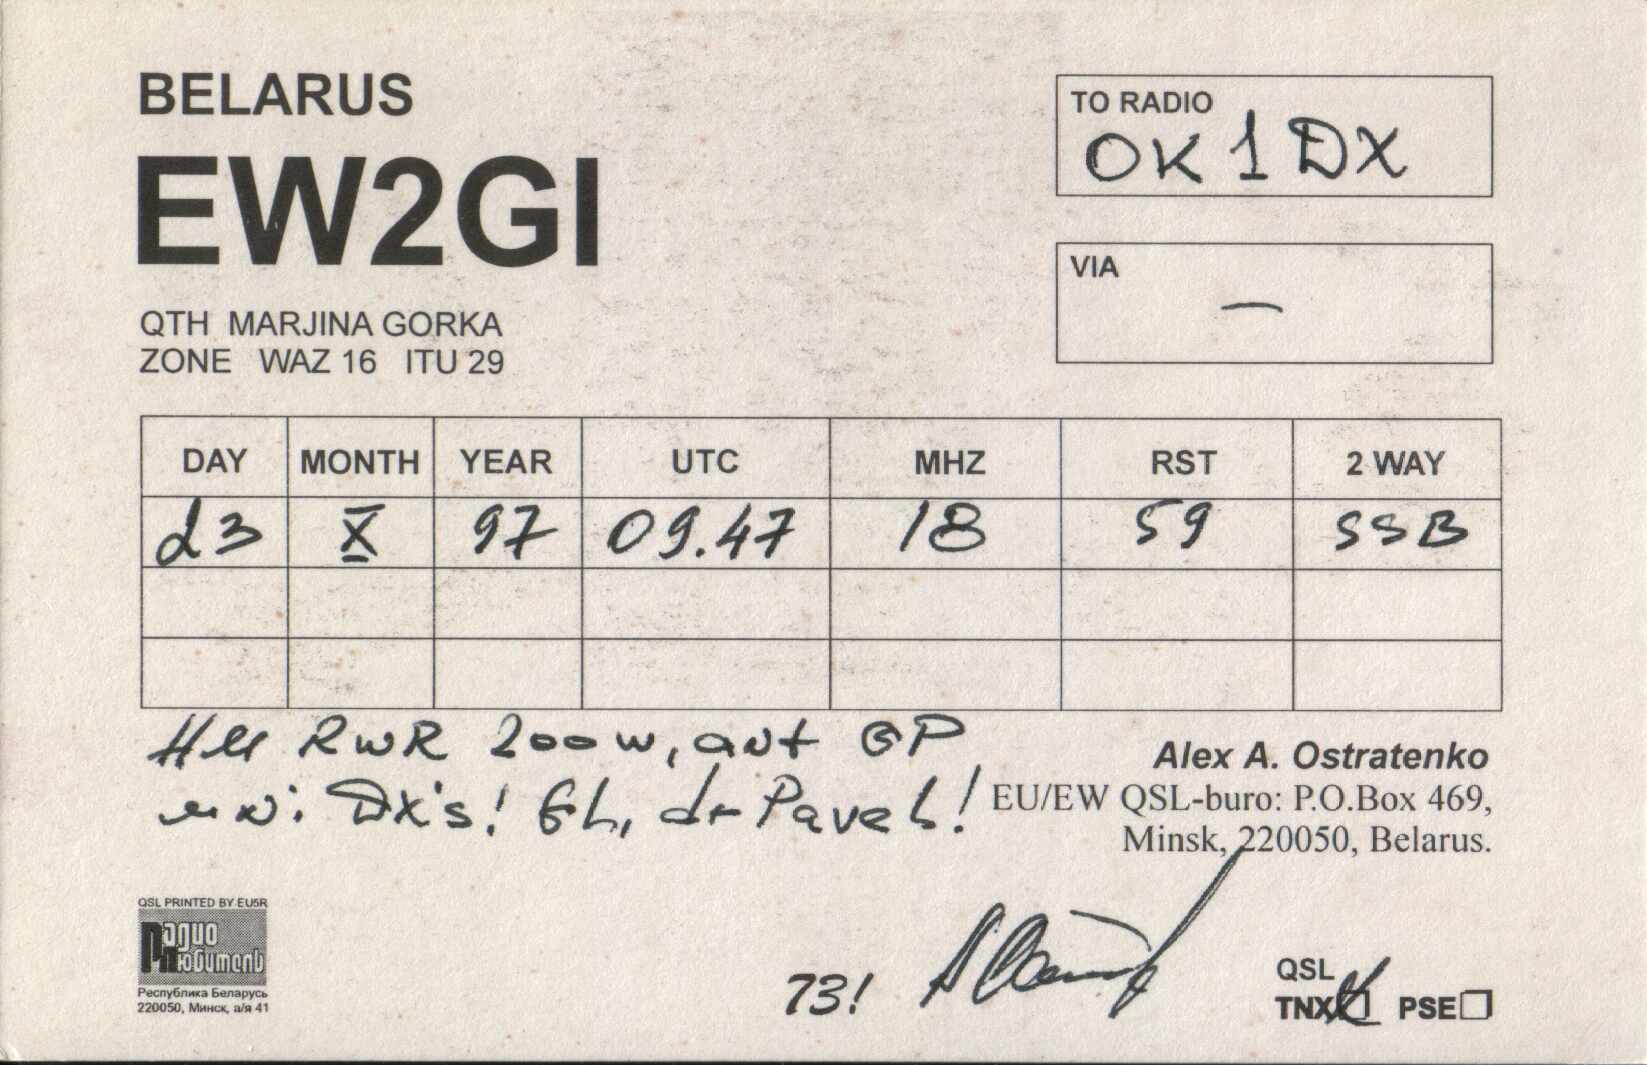 BELARUS
EW2GI
QTH MARJINA GORKA
ZONE WAZ 16 ITU 29
TO RADIO
OK1DX
VIA
—
DAY MONTH YEAR UTC MHZ RST 2 WAY
23 X 97 09.47 18 59 SSB
RWR 200w, ant GP
DX's! GL, dr Pavel!
Alex A. Ostratenko
EU/EW QSL-buro: P.O.Box 469,
Minsk, 220050, Belarus.
QSL PRINTED BY EU5R
Радио
Любитель
Республика Беларусь
220050, Минск, а/я 41
73!
QSL
TNX PSE